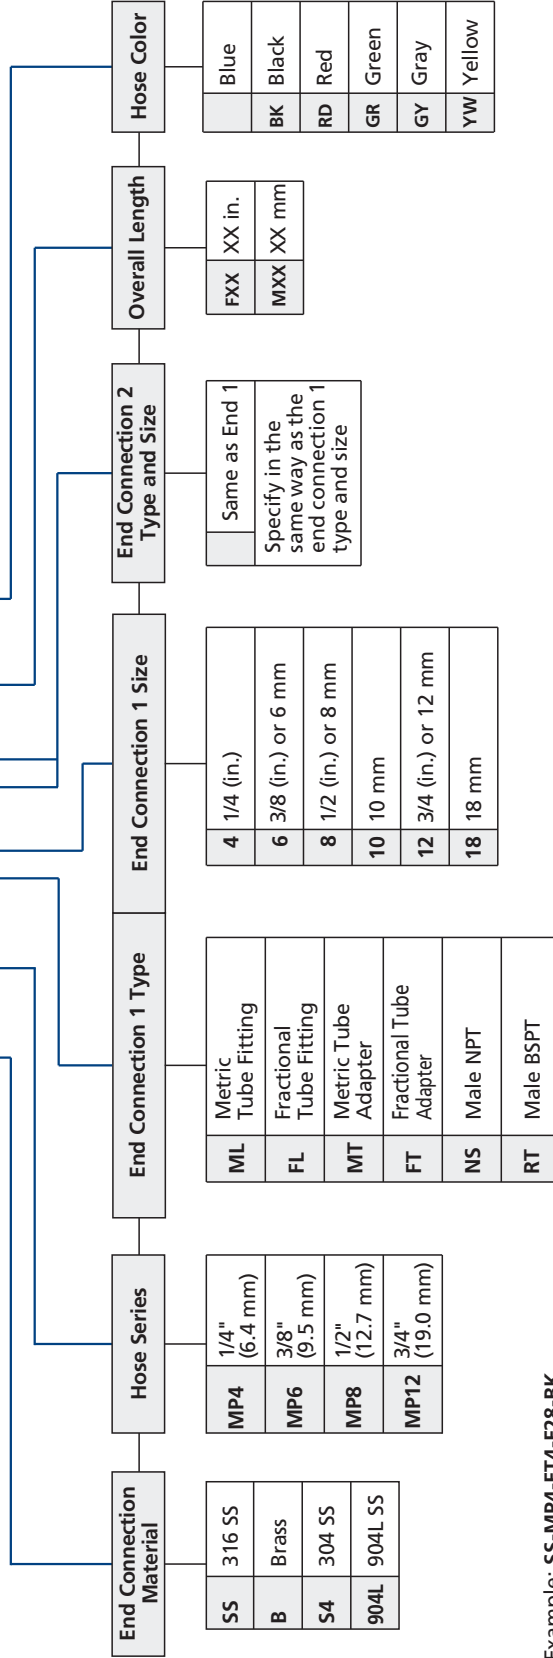 End Connection
Material
SS 316 SS
B Brass
S4 304 SS
904L 904L SS
Hose Series
MP4 1/4"
(6.4 mm)
MP6 3/8"
(9.5 mm)
MP8 1/2"
(12.7 mm)
MP12 3/4"
(19.0 mm)
End Connection 1 Type
ML Metric
Tube Fitting
FL Fractional
Tube Fitting
MT Metric Tube
Adapter
FT Fractional Tube
Adapter
NS Male NPT
RT Male BSPT
End Connection 1 Size
4 1/4 (in.)
6 3/8 (in.) or 6 mm
8 1/2 (in.) or 8 mm
10 10 mm
12 3/4 (in.) or 12 mm
18 18 mm
End Connection 2
Type and Size
Same as End 1
Specify in the
same way as the
end connection 1
type and size
Overall Length
FXX XX in.
MXX XX mm
Hose Color
Blue
BK Black
RD Red
GR Green
GY Gray
YW Yellow
Example: SS-MP4-FT4-F28-BK